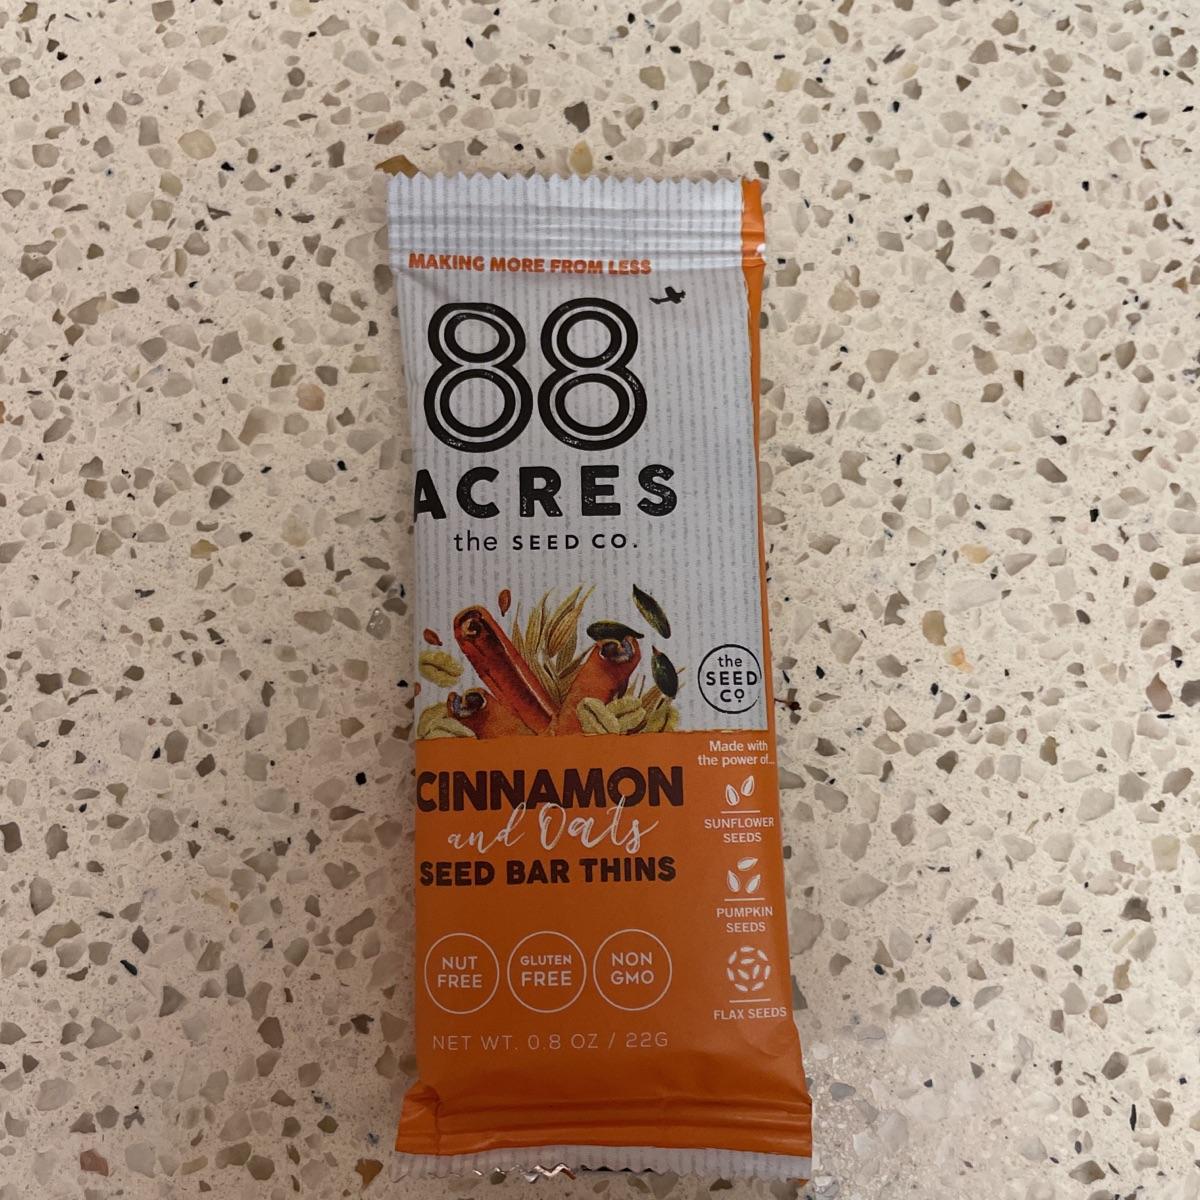 MAKING MORE FROM LESS
88
ACRES
the SEED CO.
the
SEED
CO
CINNAMON
and Oats
SEED BAR THINS
Made with
the power of...
SUNFLOWER
SEEDS
PUMPKIN
SEEDS
FLAX SEEDS
NUT
FREE
GLUTEN
FREE
NON
GMO
NET WT. 0.8 OZ / 22G